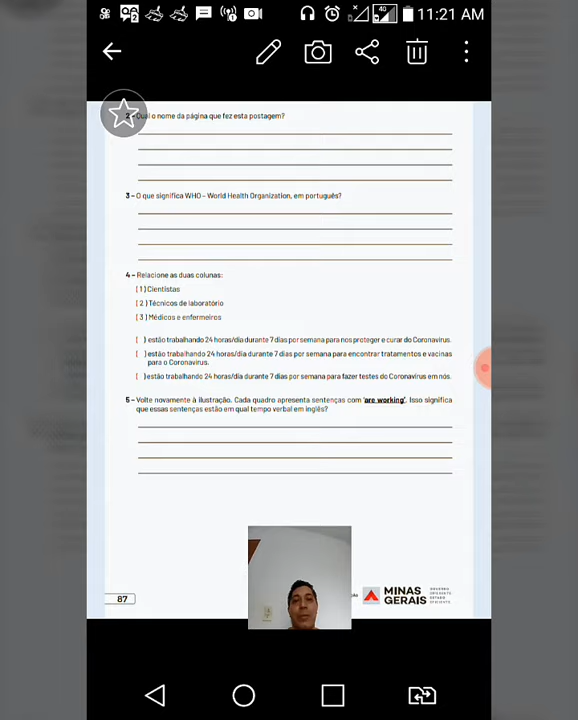 11:21 AM
2 - Qual o nome da página que fez esta postagem?
3 - O que significa WHO – World Health Organization, em português?
4 - Relacione as duas colunas:
( 1 ) Cientistas
( 2 ) Técnicos de laboratório
( 3 ) Médicos e enfermeiros
( ) estão trabalhando 24 horas/dia durante 7 dias por semana para nos proteger e curar do Coronavírus.
( ) estão trabalhando 24 horas/dia durante 7 dias por semana para encontrar tratamentos e vacinas
para o Coronavírus.
( ) estão trabalhando 24 horas/dia durante 7 dias por semana para fazer testes do Coronavírus em nós.
5 - Volte novamente à ilustração. Cada quadro apresenta sentenças com 'are working'. Isso significa
que essas sentenças estão em qual tempo verbal em inglês?
87
MINAS
GERAIS